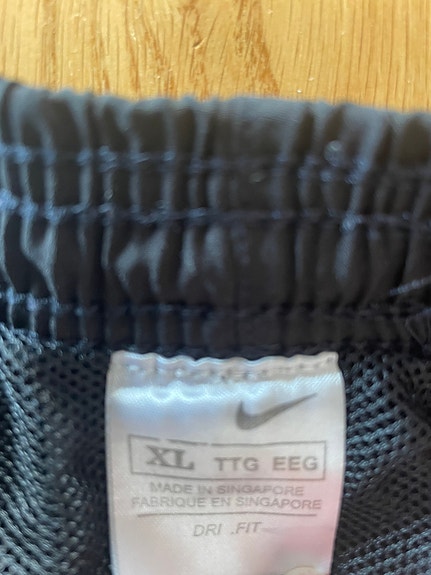 XL TTG EEG
MADE IN SINGAPORE
FABRIQUE EN SINGAPORE
DRI .FIT